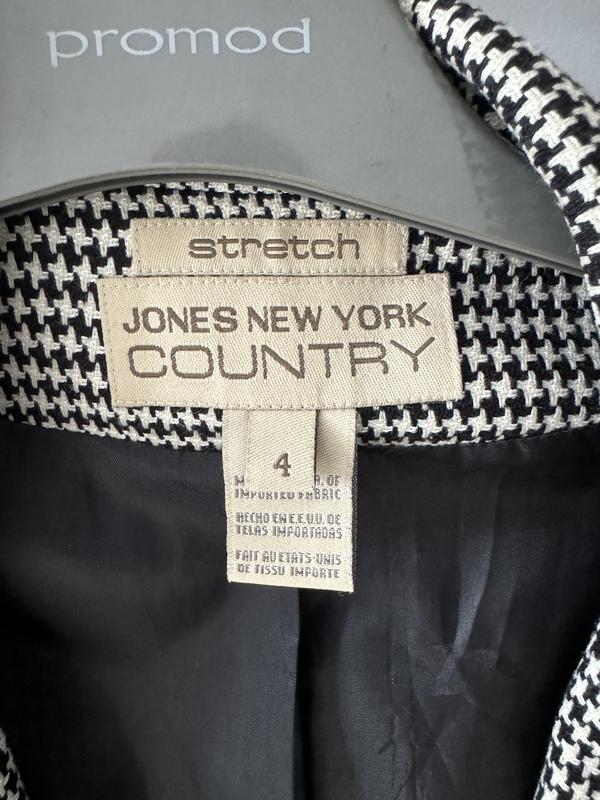 promod
stretch
JONES NEW YORK
COUNTRY
4
M A. OF
IMPORTED FABRIC
HECHO EN E.E.U.U. DE
TELAS IMPORTADAS
FAIT AU ETATS-UNIS
DE TISSU IMPORTE